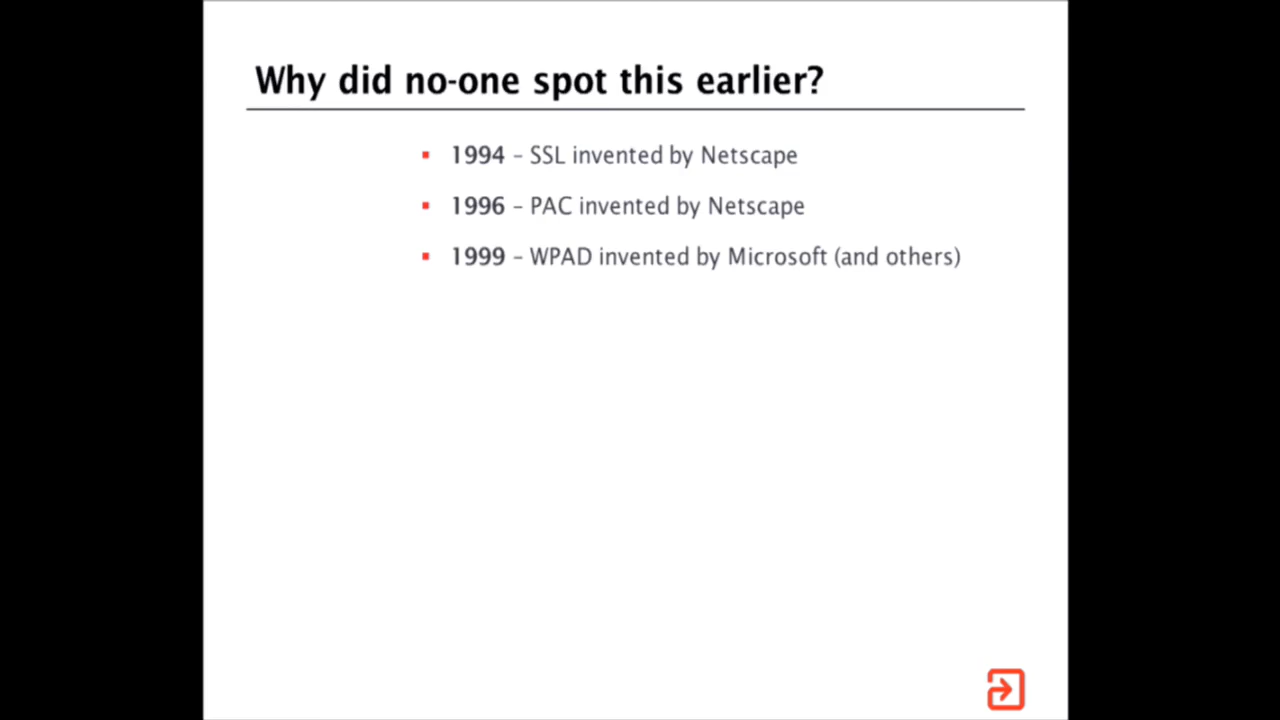 Why did no-one spot this earlier?
▪ 1994 – SSL invented by Netscape
▪ 1996 – PAC invented by Netscape
▪ 1999 – WPAD invented by Microsoft (and others)